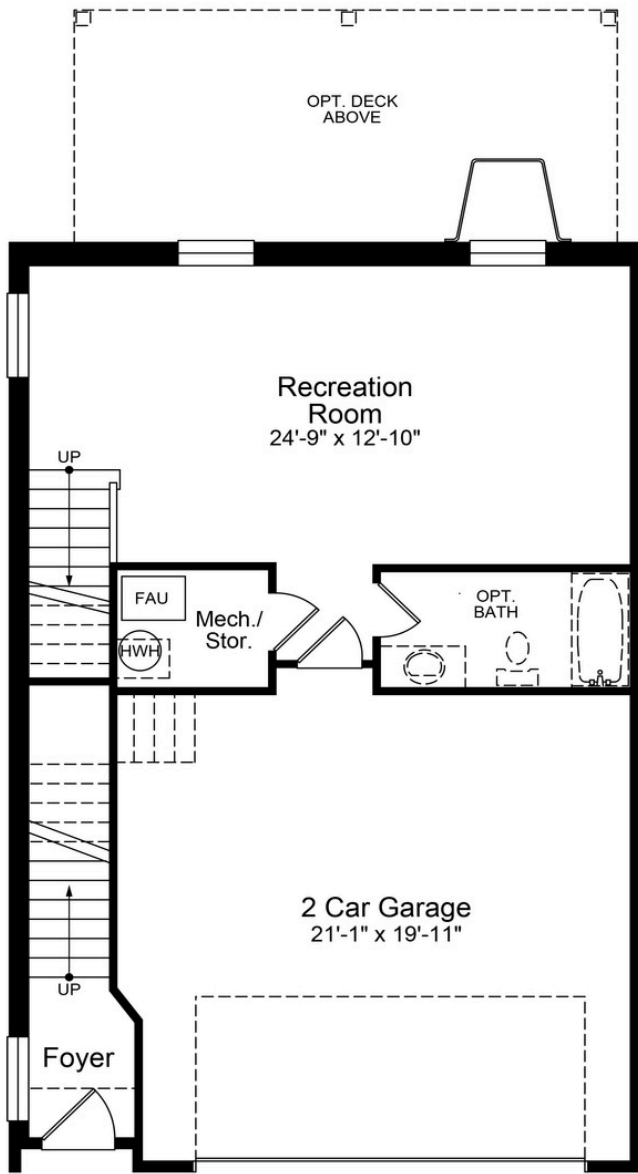 OPT. DECK
ABOVE
Recreation
Room
24'-9" x 12'-10"
UP
FAU
Mech./
Stor.
HWH
OPT.
BATH
2 Car Garage
21'-1" x 19'-11"
UP
Foyer